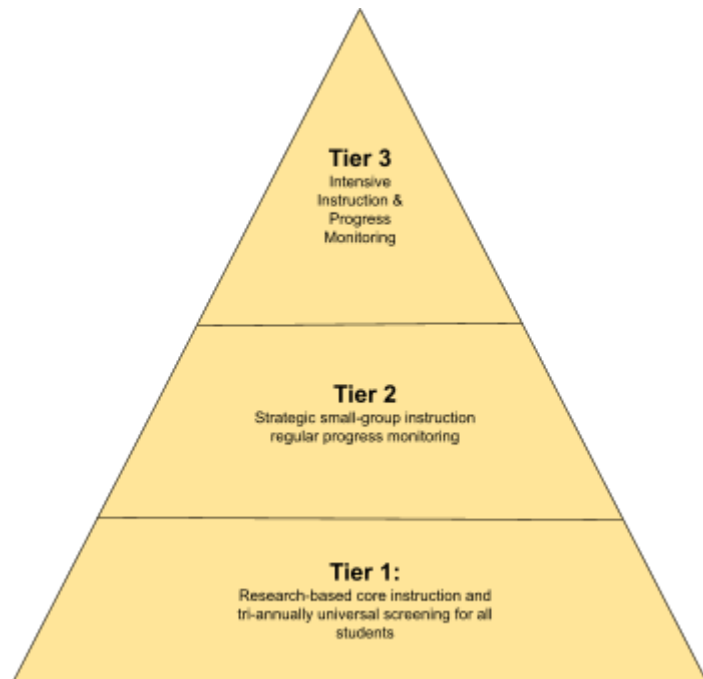 Tier 3
Intensive
Instruction &
Progress
Monitoring
Tier 2
Strategic small-group instruction
regular progress monitoring
Tier 1:
Research-based core instruction and
tri-annually universal screening for all
students